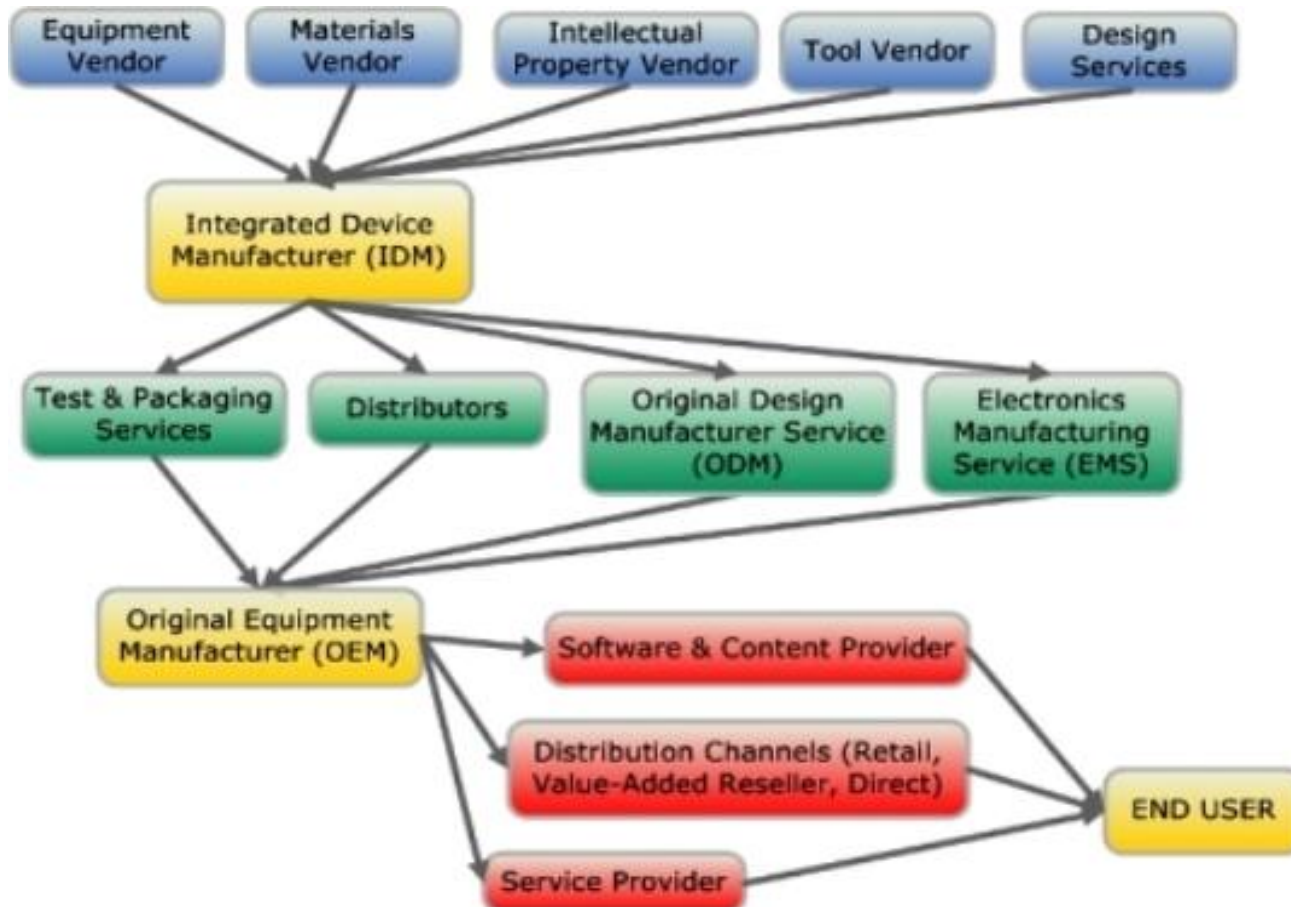 Equipment
Vendor
Materials
Vendor
Intellectual
Property Vendor
Tool Vendor
Design
Services
Integrated Device
Manufacturer (IDM)
Test & Packaging
Services
Distributors
Original Design
Manufacturer Service
(ODM)
Electronics
Manufacturing
Service (EMS)
Original Equipment
Manufacturer (OEM)
Software & Content Provider
Distribution Channels (Retail,
Value-Added Reseller, Direct)
Service Provider
END USER